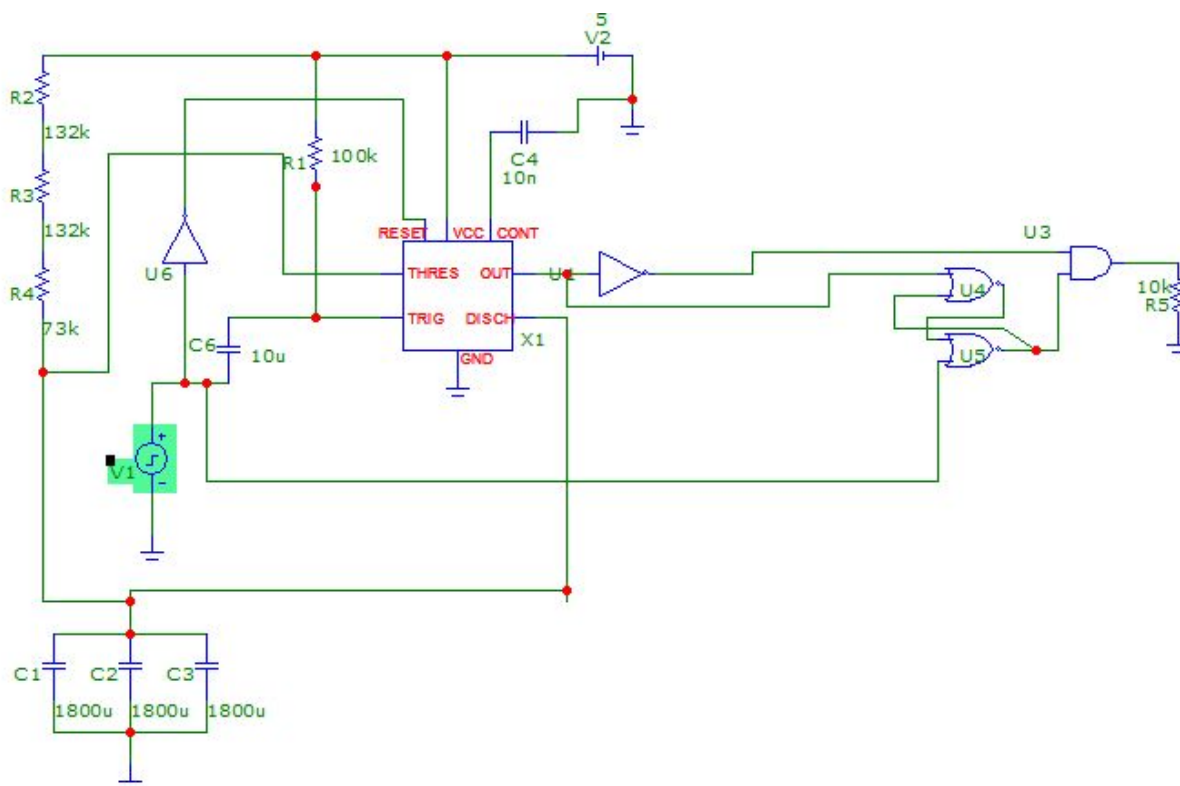 5
V2
R2
132k
R3
132k
R4
73k
R1
100k
C4
10n
U6
RESET
VCC
CONT
THRES
OUT
TRIG
DISCH
GND
X1
C6
10u
V1
+
-
U3
U4
U5
10k
R5
C1
C2
C3
1800u
1800u
1800u